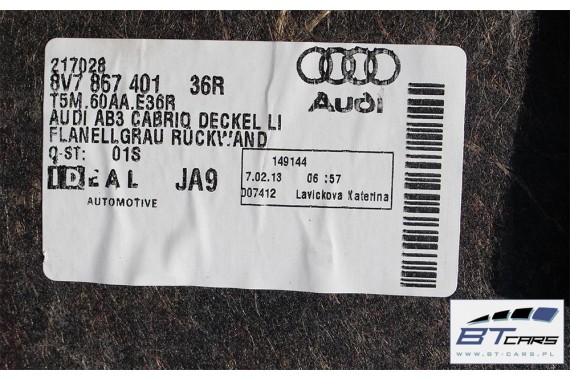 217028
8V7 867 401 36R
T5M.60AA.E36R
AUDI AB3 CABRIO DECKEL LI
FLANELLGRAU RUCKWAND
Q-ST: 01S
IDEAL JA9
AUTOMOTIVE
Audi
149144
7.02.13 06:57
D07412 Lavickova Katerina
BT CARS
WWW.BT-CARS.PL